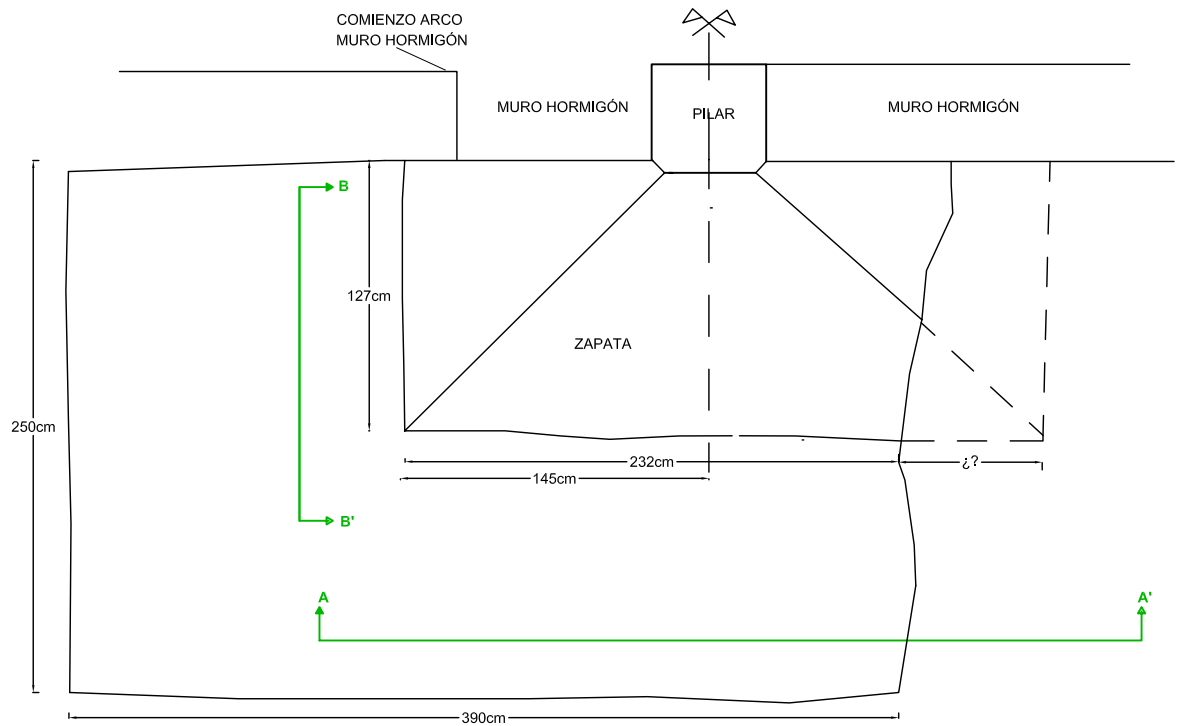 COMIENZO ARCO
MURO HORMIGÓN
MURO HORMIGÓN
PILAR
MURO HORMIGÓN
B
127cm
ZAPATA
250cm
232cm
¿?
145cm
B'
A
A'
390cm